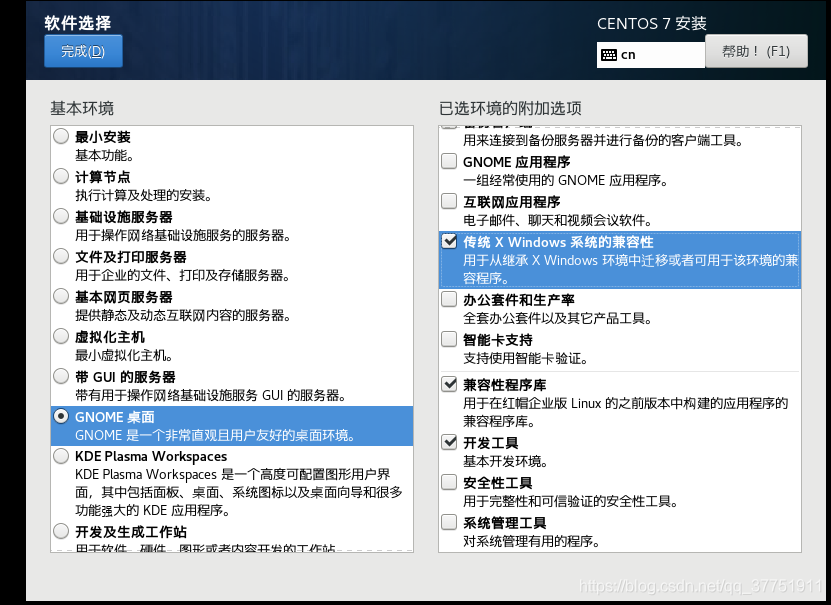 软件选择
CENTOS 7 安装
完成(D)
cn
帮助！ (F1)
基本环境
已选环境的附加选项
最小安装
基本功能。
计算节点
执行计算及处理的安装。
基础设施服务器
用于操作网络基础设施服务的服务器。
文件及打印服务器
用于企业的文件、打印及存储服务器。
基本网页服务器
提供静态及动态互联网内容的服务器。
虚拟化主机
最小虚拟化主机。
带 GUI 的服务器
带有用于操作网络基础设施服务 GUI 的服务器。
GNOME 桌面
GNOME 是一个非常直观且用户友好的桌面环境。
KDE Plasma Workspaces
KDE Plasma Workspaces 是一个高度可配置图形用户界
面，其中包括面板、桌面、系统图标以及桌面向导和很多
功能强大的 KDE 应用程序。
开发及生成工作站
用于软件、硬件、图形或者内容开发的工作站
备份客户端
用来连接到备份服务器并进行备份的客户端工具。
GNOME 应用程序
一组经常使用的 GNOME 应用程序。
互联网应用程序
电子邮件、聊天和视频会议软件。
传统 X Windows 系统的兼容性
用于从继承 X Windows 环境中迁移或者可用于该环境的兼
容程序。
办公套件和生产率
全套办公套件以及其它产品工具。
智能卡支持
支持使用智能卡验证。
兼容性程序库
用于在红帽企业版 Linux 的之前版本中构建的应用程序的
兼容程序库。
开发工具
基本开发环境。
安全性工具
用于完整性和可信验证的安全性工具。
系统管理工具
对系统管理有用的程序。
https://blog.csdn.net/qq_37751911